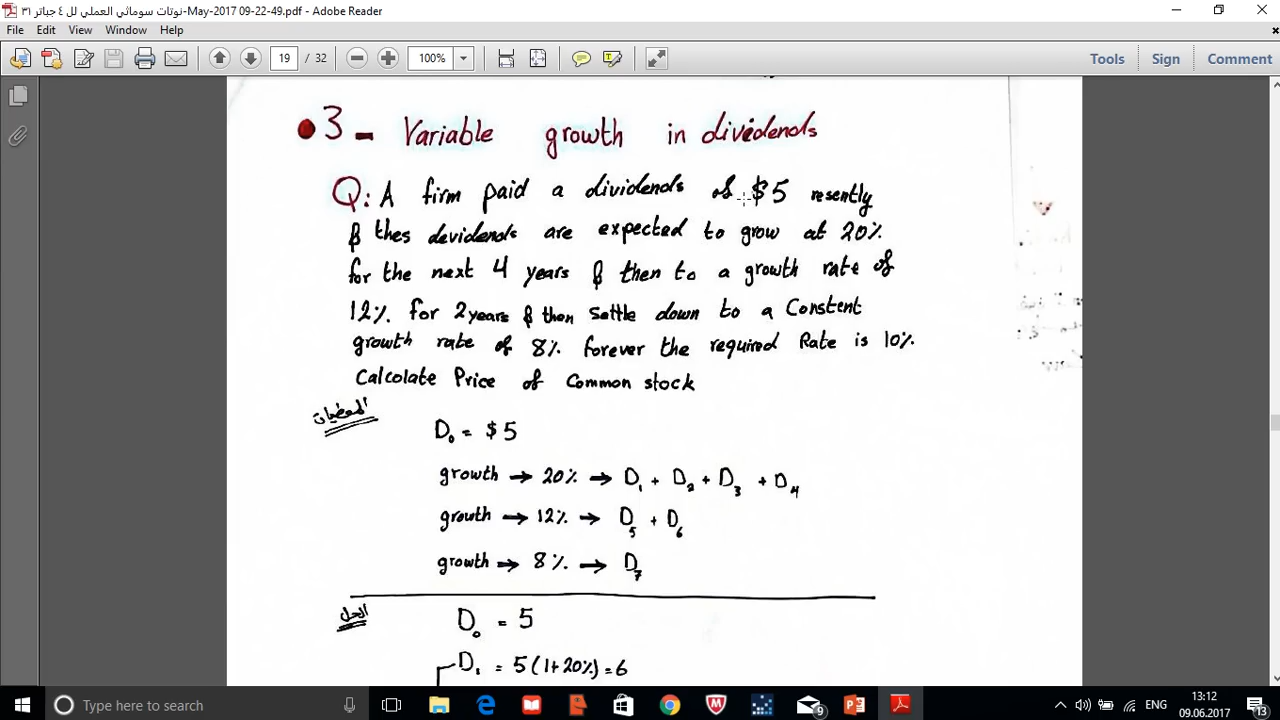 نوتات سوماثي العملي لل ٤ جباتر ٣١-May-2017 09-22-49.pdf - Adobe Reader
File Edit View Window Help
19 / 32 100% Tools Sign Comment
3 - Variable growth in dividends
Q: A firm paid a dividends of $5 resently
& thes devidends are expected to grow at 20%
for the next 4 years & then to a growth rate of
12% for 2 years & then settle down to a Constent
growth rate of 8% forever the required Rate is 10%
Calculate Price of Common stock
المعطيات
D0 = $5
growth → 20% → D1 + D2 + D3 + D4
growth → 12% → D5 + D6
growth → 8% → D7
الحل
D0 = 5
D1 = 5(1+20%) = 6
Type here to search
9
ENG
13:12
09.06.2017
13